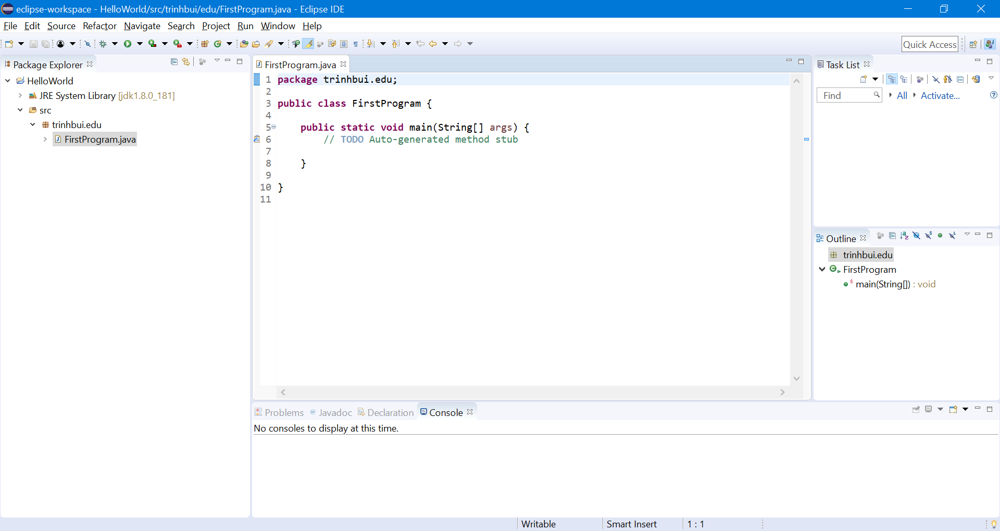 eclipse-workspace - HelloWorld/src/trinhbui/edu/FirstProgram.java - Eclipse IDE
File Edit Source Refactor Navigate Search Project Run Window Help
Quick Access
Package Explorer
HelloWorld
JRE System Library [jdk1.8.0_181]
src
trinhbui.edu
FirstProgram.java
FirstProgram.java
1 package trinhbui.edu;
2
3 public class FirstProgram {
4
5 public static void main(String[] args) {
6 // TODO Auto-generated method stub
7
8 }
9
10 }
11
Task List
Find All Activate...
Outline
trinhbui.edu
FirstProgram
main(String[]) : void
Problems Javadoc Declaration Console
No consoles to display at this time.
Writable Smart Insert 1 : 1